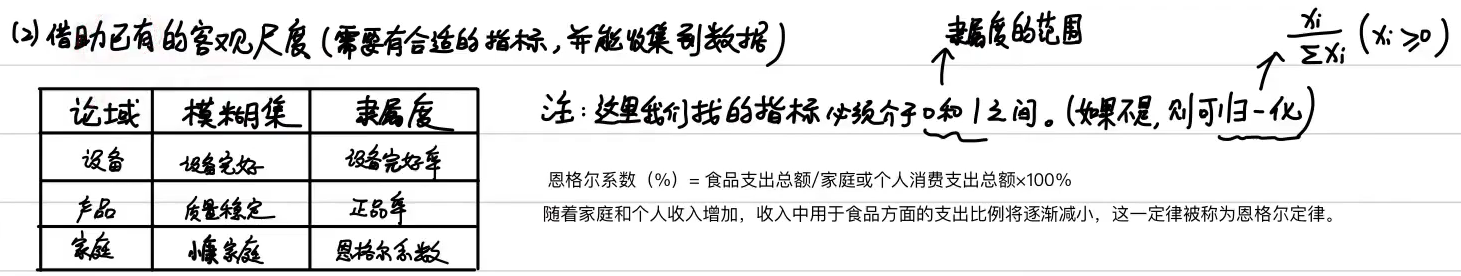 (2) 借助已有的客观尺度 (需要有合适的指标, 并能收集到数据)
隶属度的范围
xi/Σxi (xi ≥0)
注: 这里我们找的指标必须介于0和1之间。(如果不是, 则可归一化)
论域 模糊集 隶属度
设备 设备完好 设备完好率
产品 质量稳定 正品率
家庭 小康家庭 恩格尔系数
恩格尔系数（%）= 食品支出总额/家庭或个人消费支出总额×100%
随着家庭和个人收入增加，收入中用于食品方面的支出比例将逐渐减小，这一定律被称为恩格尔定律。